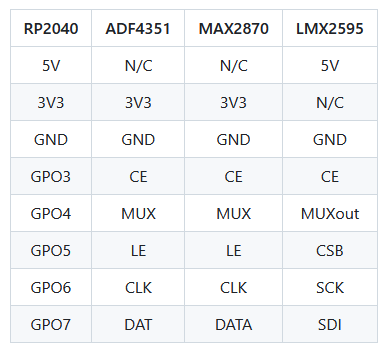 RP2040 ADF4351 MAX2870 LMX2595
5V N/C N/C 5V
3V3 3V3 3V3 N/C
GND GND GND GND
GPO3 CE CE CE
GPO4 MUX MUX MUXout
GPO5 LE LE CSB
GPO6 CLK CLK SCK
GPO7 DAT DATA SDI